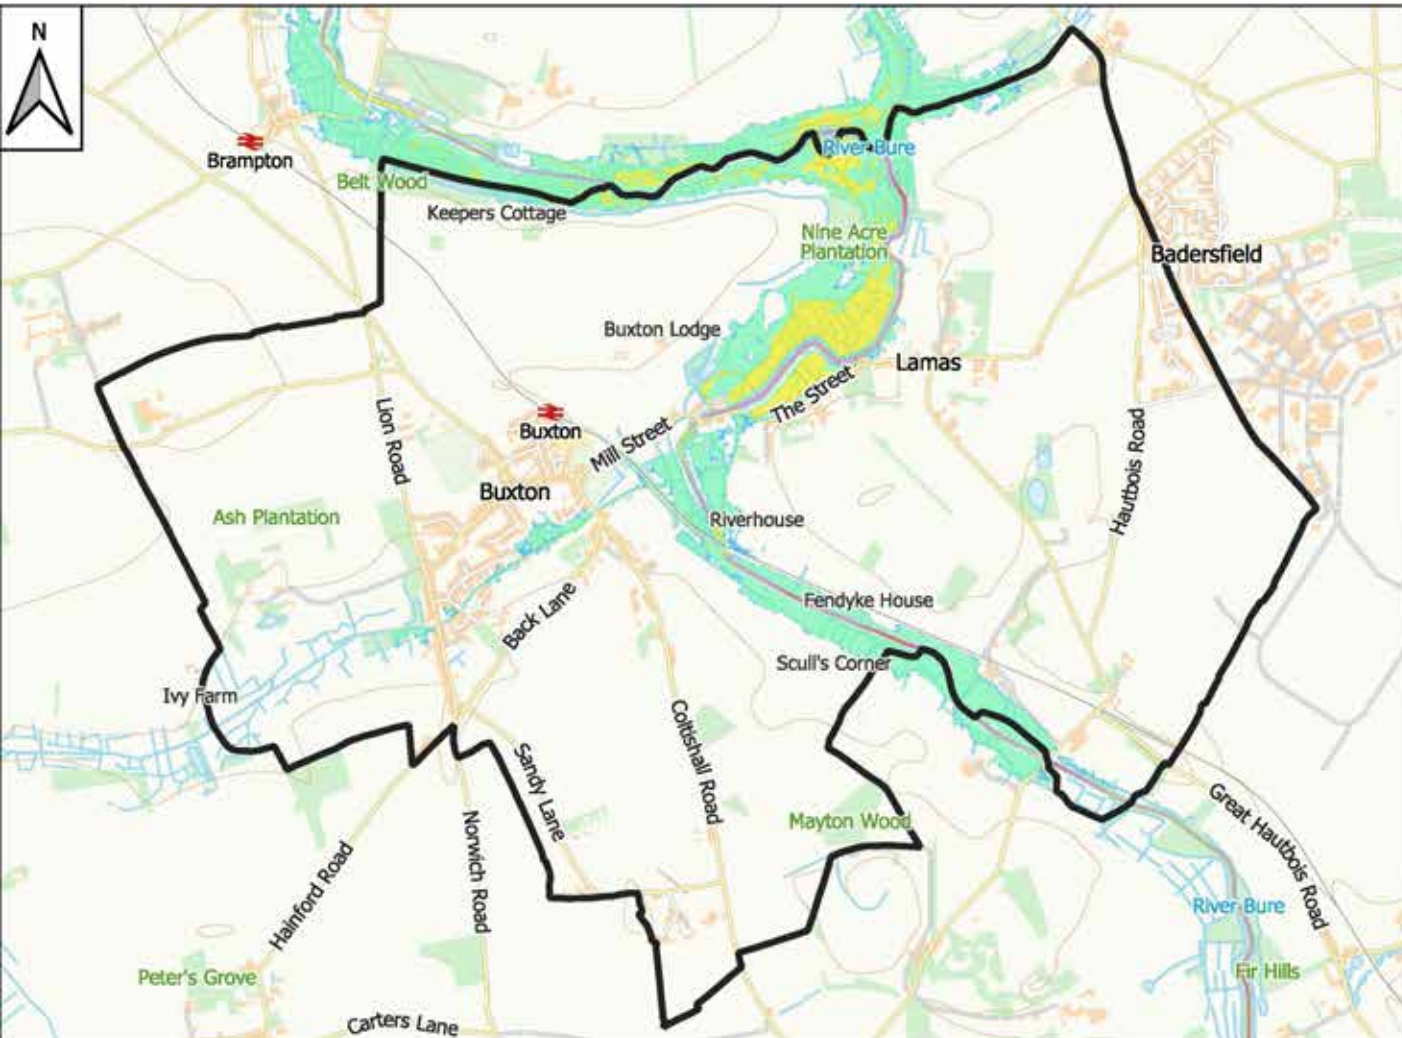 N
Brampton
River Bure
Belt Wood
Keepers Cottage
Nine Acre
Plantation
Badersfield
Buxton Lodge
Lamas
The Street
Lion Road
Buxton
Mill Street
Hautbois Road
Buxton
Ash Plantation
Riverhouse
Back Lane
Fendyke House
Scull's Corner
Ivy Farm
Coltishall Road
Sandy Lane
Mayton Wood
Great Hautbois Road
Norwich Road
Hainford Road
River Bure
Peter's Grove
Fir Hills
Carters Lane